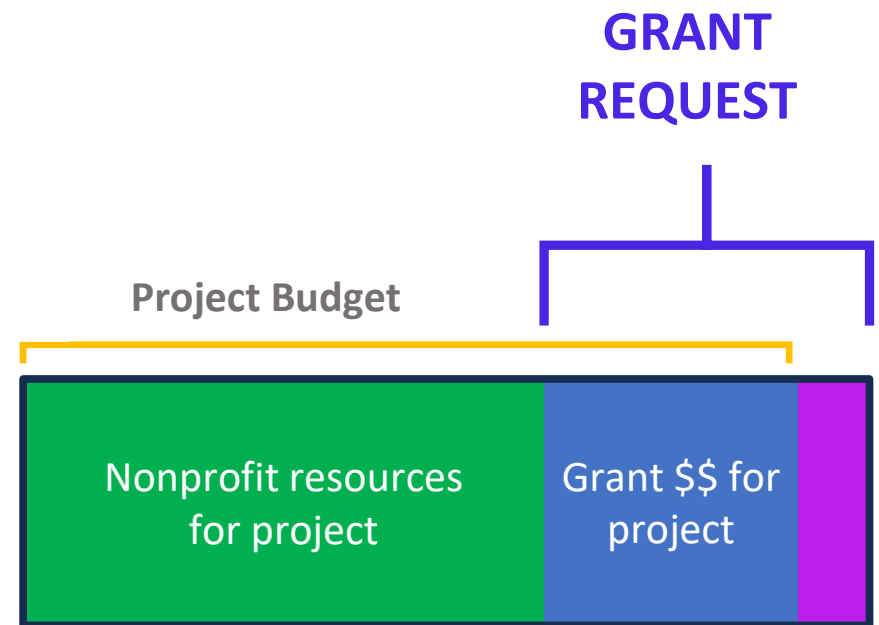 GRANT
REQUEST
Project Budget
Nonprofit resources
for project
Grant $$ for
project